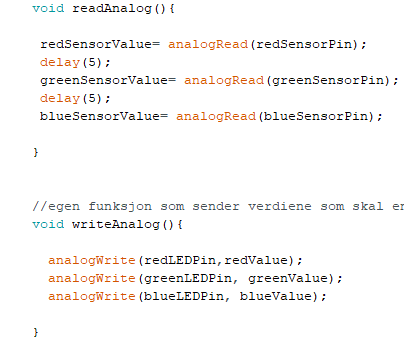 void readAnalog(){
redSensorValue= analogRead(redSensorPin);
delay(5);
greenSensorValue= analogRead(greenSensorPin);
delay(5);
blueSensorValue= analogRead(blueSensorPin);
}
//egen funksjon som sender verdiene som skal
void writeAnalog(){
analogWrite(redLEDPin,redValue);
analogWrite(greenLEDPin, greenValue);
analogWrite(blueLEDPin, blueValue);
}